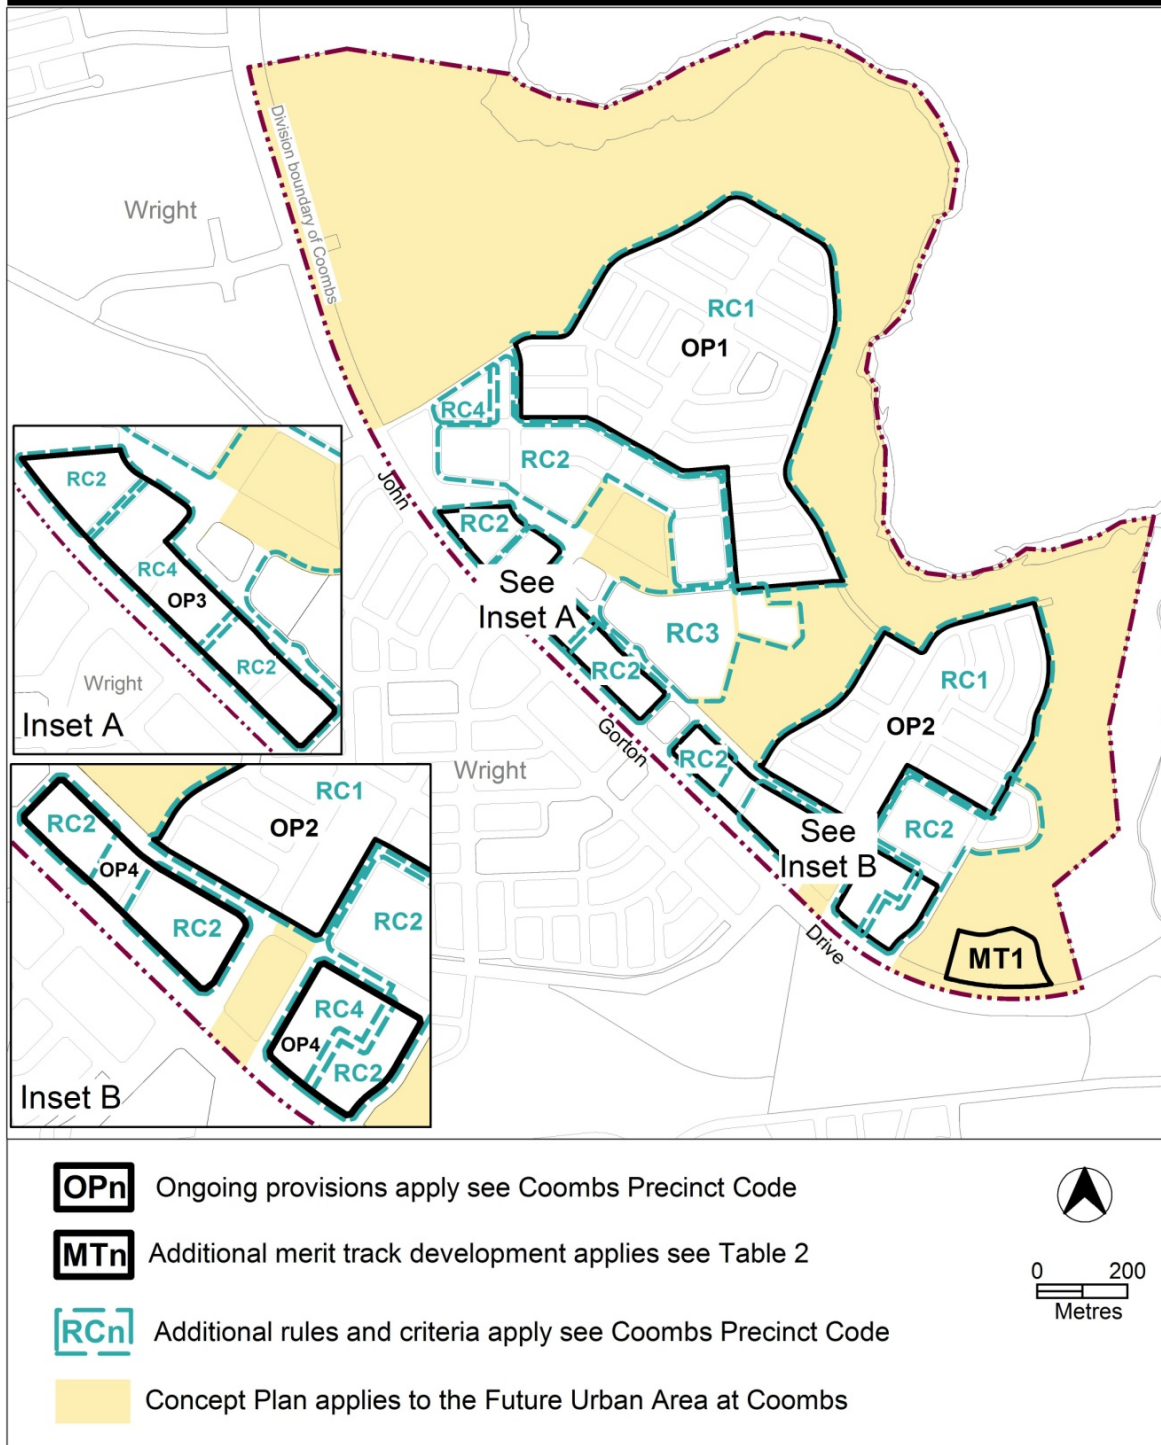 Division boundary of Coombs
Wright
RC1
OP1
RC4
RC2
John
RC2
See
Inset A
RC3
RC2
Gorton
Wright
RC2
RC1
OP2
See
Inset B
RC2
Drive
MT1
RC2
RC4
OP3
RC2
Wright
Inset A
RC1
OP2
RC2
OP4
RC2
RC2
RC4
OP4
RC2
Inset B
OPn Ongoing provisions apply see Coombs Precinct Code
MTn Additional merit track development applies see Table 2
RCn Additional rules and criteria apply see Coombs Precinct Code
Concept Plan applies to the Future Urban Area at Coombs
0 200
Metres